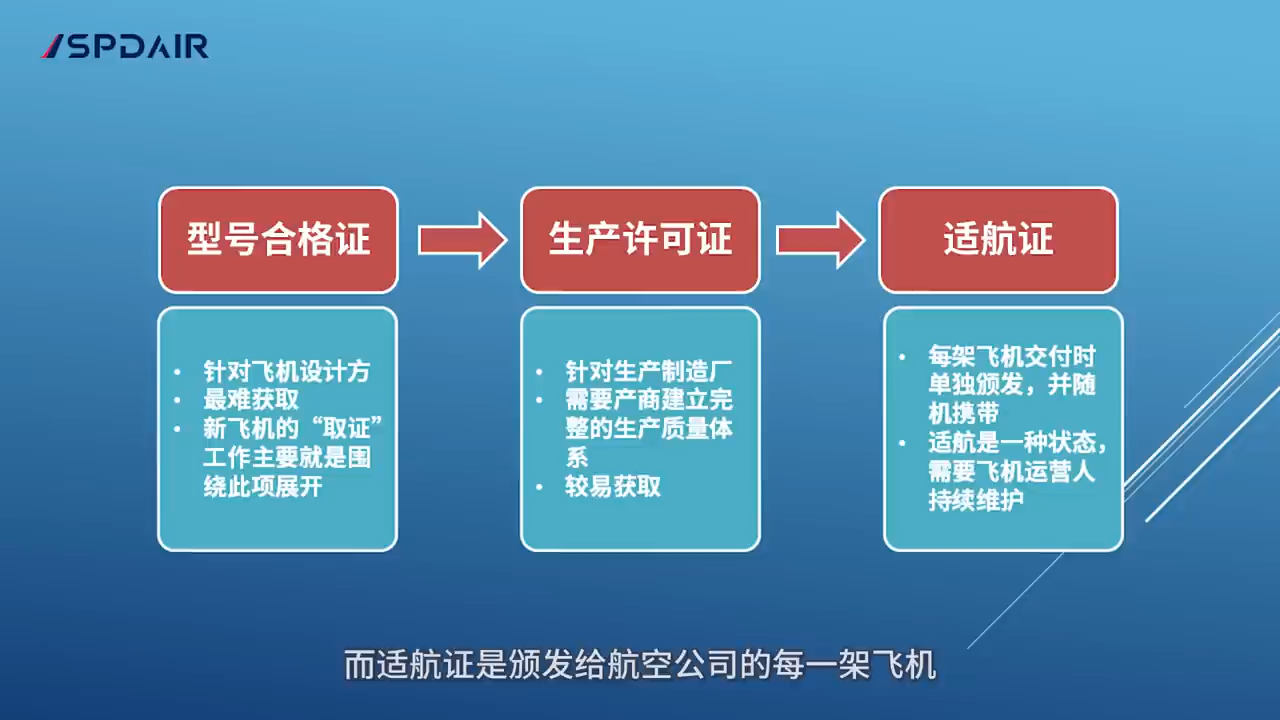 SPDAIR
型号合格证
生产许可证
适航证
• 针对飞机设计方
• 最难获取
• 新飞机的“取证”
工作主要就是围
绕此项展开
• 针对生产制造厂
• 需要产商建立完
整的生产质量体
系
• 较易获取
• 每架飞机交付时
单独颁发，并随
机携带
• 适航是一种状态，
需要飞机运营人
持续维护
而适航证是颁发给航空公司的每一架飞机